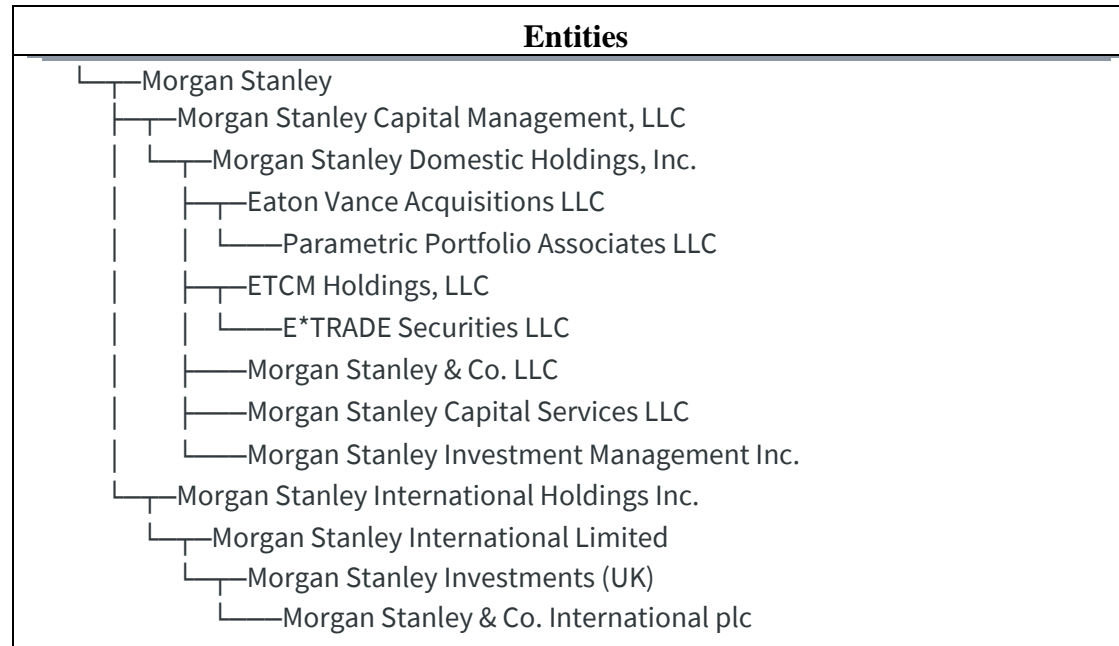 Entities
Morgan Stanley
Morgan Stanley Capital Management, LLC
Morgan Stanley Domestic Holdings, Inc.
Eaton Vance Acquisitions LLC
Parametric Portfolio Associates LLC
ETCM Holdings, LLC
E*TRADE Securities LLC
Morgan Stanley & Co. LLC
Morgan Stanley Capital Services LLC
Morgan Stanley Investment Management Inc.
Morgan Stanley International Holdings Inc.
Morgan Stanley International Limited
Morgan Stanley Investments (UK)
Morgan Stanley & Co. International plc